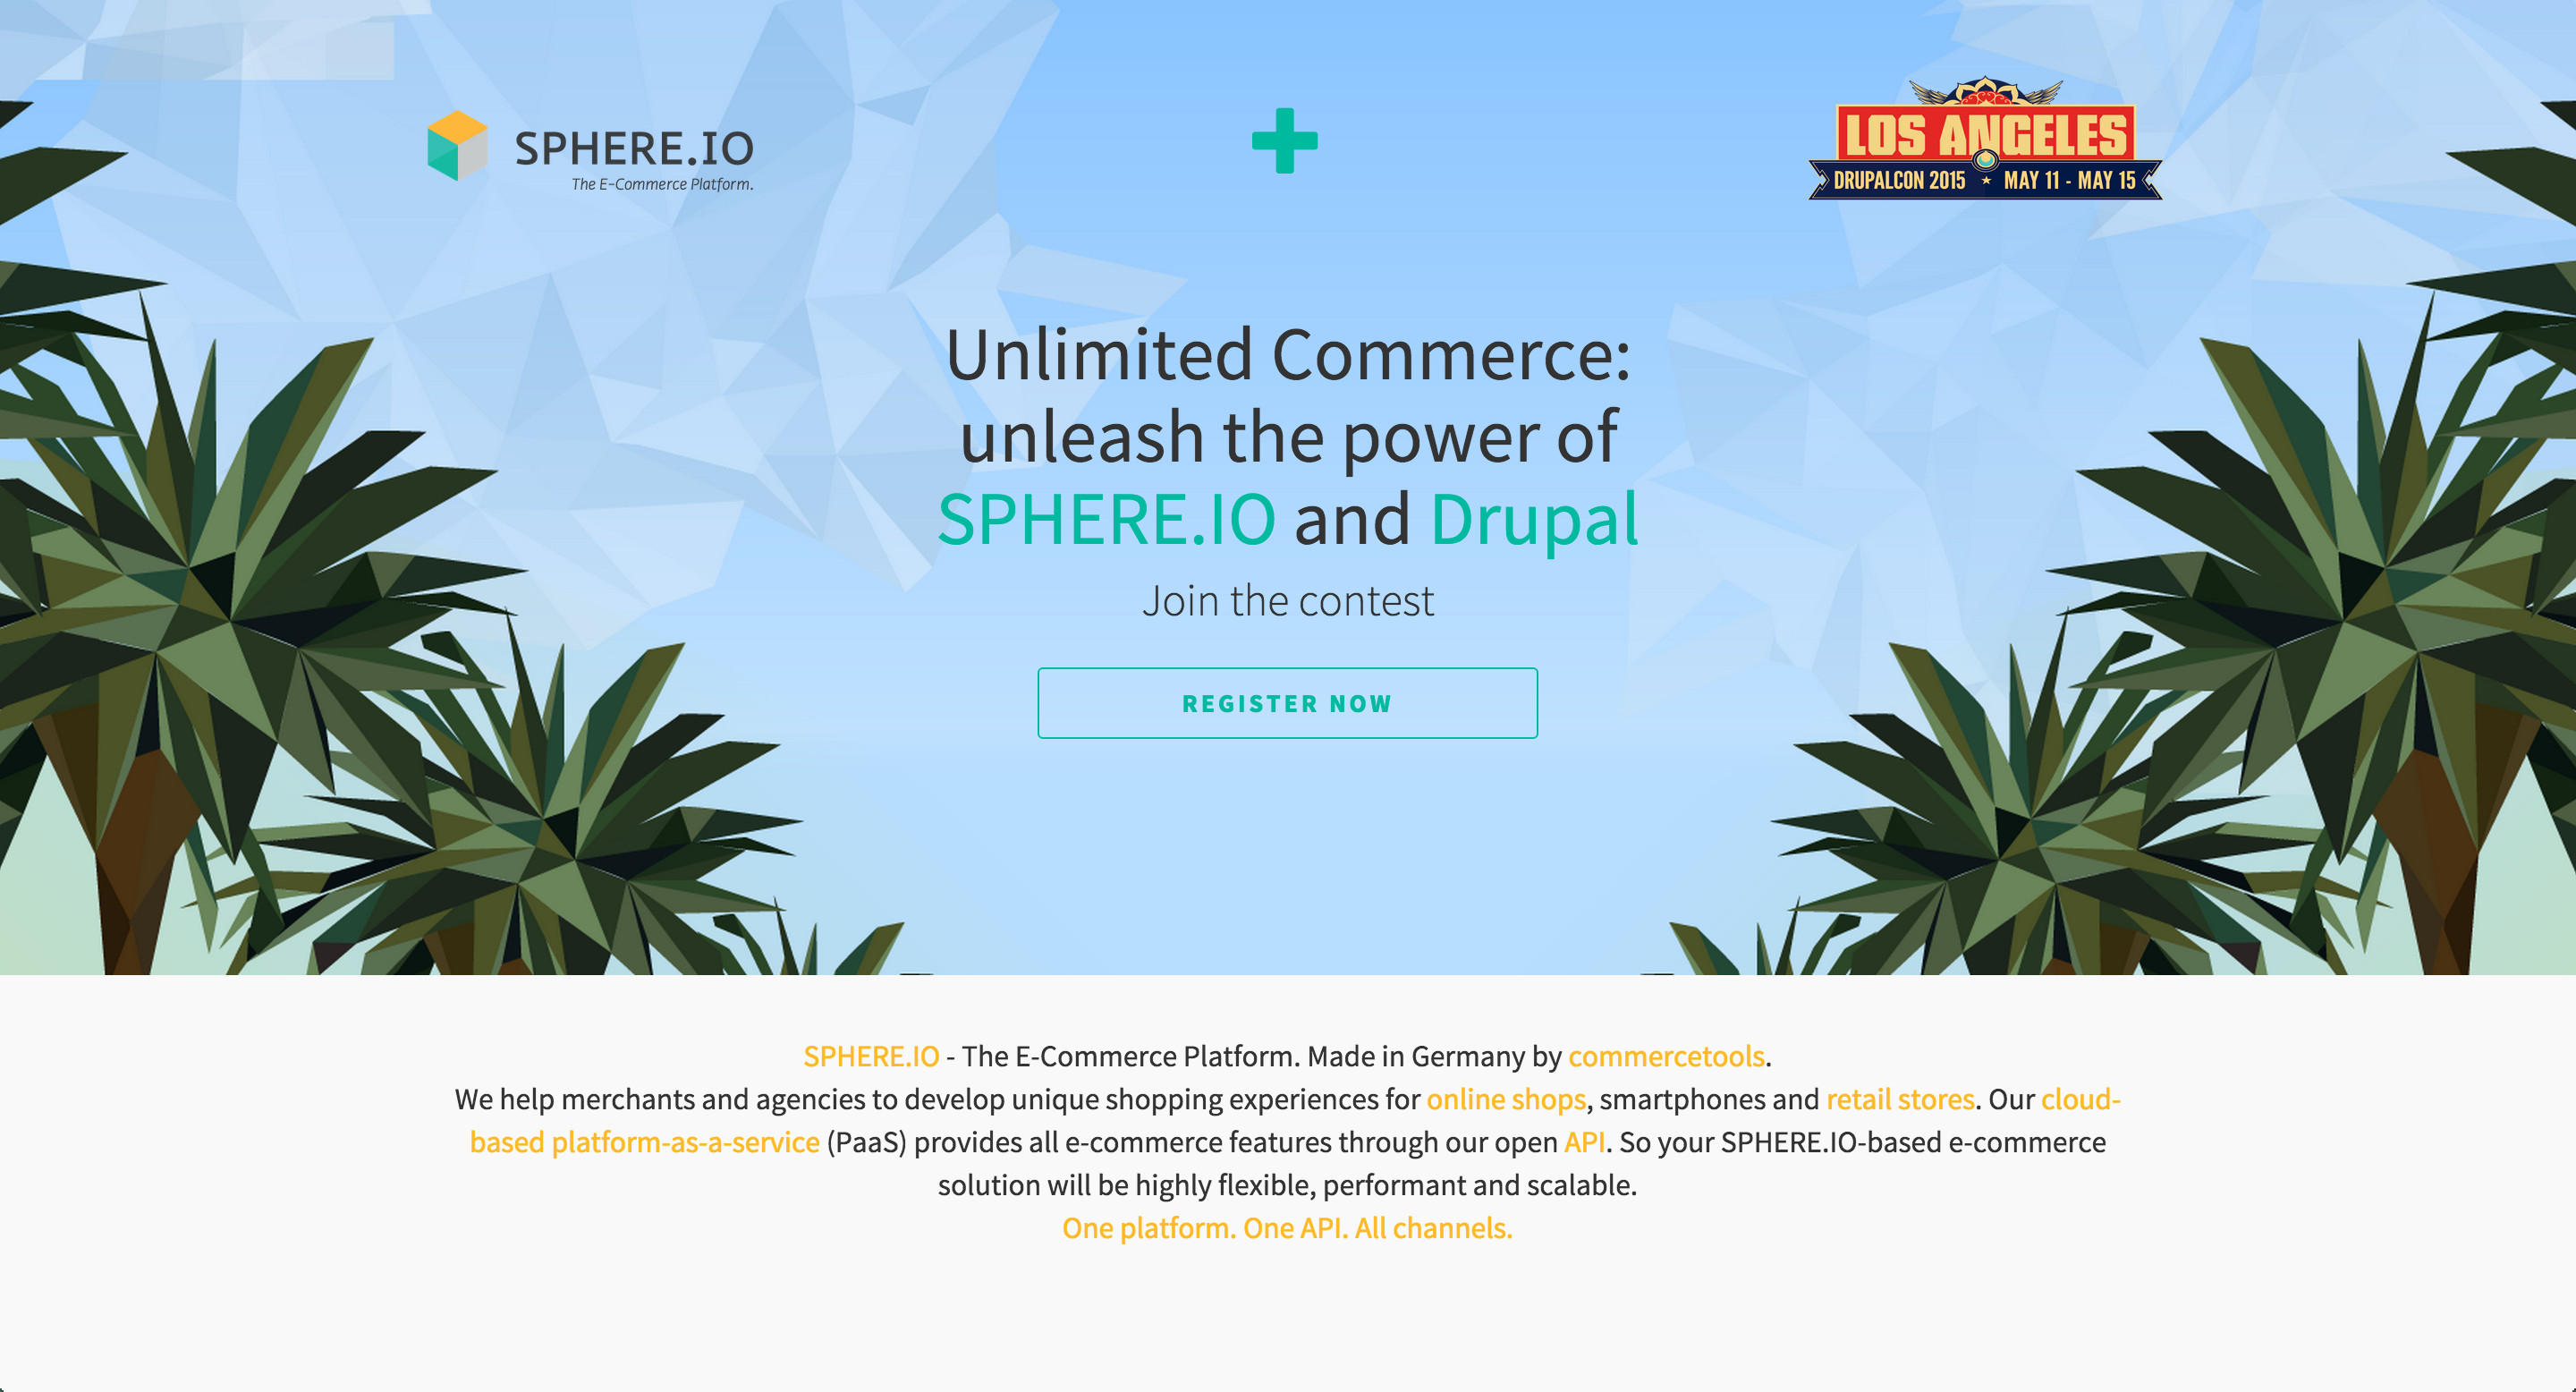 SPHERE.IO
The E-Commerce Platform.
LOS ANGELES
DRUPALCON 2015 ★ MAY 11 - MAY 15
Unlimited Commerce:
unleash the power of
SPHERE.IO and Drupal
Join the contest
REGISTER NOW
SPHERE.IO - The E-Commerce Platform. Made in Germany by commercetools.
We help merchants and agencies to develop unique shopping experiences for online shops, smartphones and retail stores. Our cloud-
based platform-as-a-service (PaaS) provides all e-commerce features through our open API. So your SPHERE.IO-based e-commerce
solution will be highly flexible, performant and scalable.
One platform. One API. All channels.